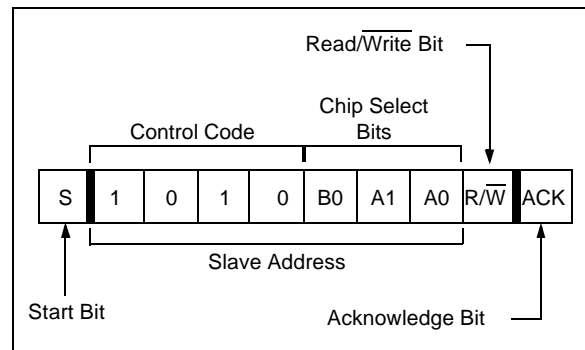 Read/Write Bit
Chip Select
Control Code Bits
S 1 0 1 0 B0 A1 A0 R/W ACK
Slave Address
Start Bit
Acknowledge Bit